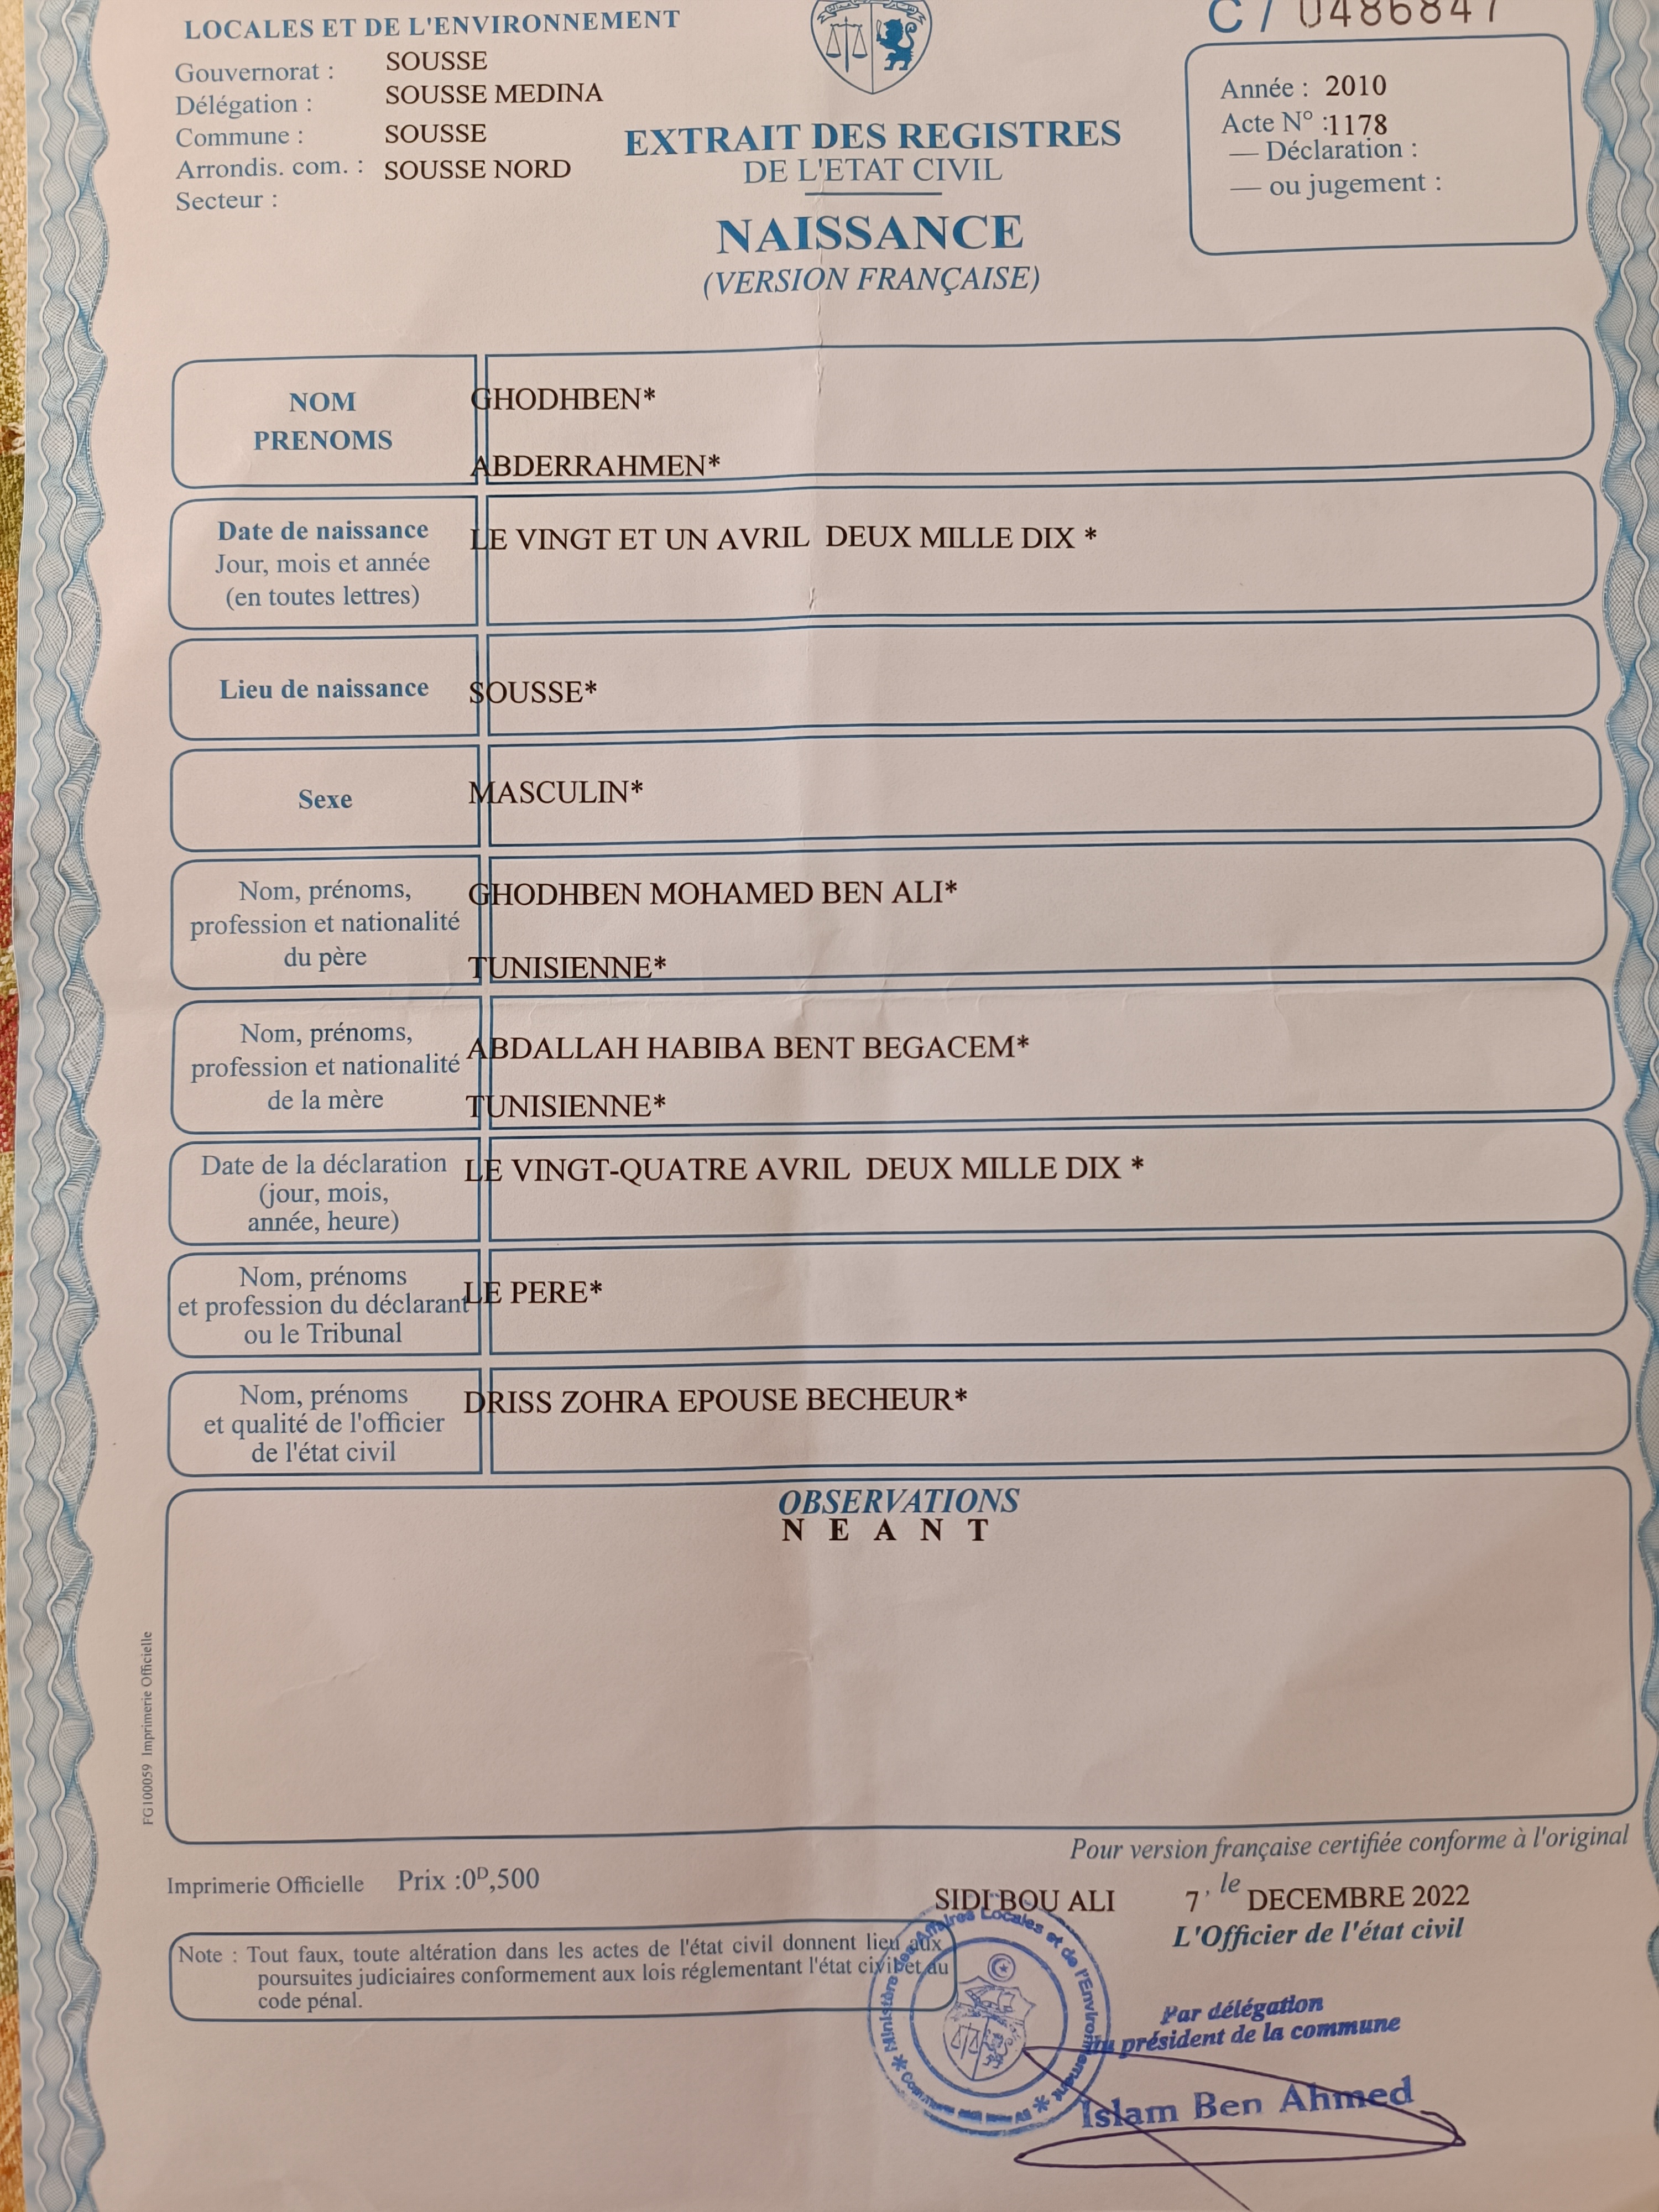 LOCALES ET DE L'ENVIRONNEMENT
Gouvernorat : SOUSSE
Délégation : SOUSSE MEDINA
Commune : SOUSSE
Arrondis. com. : SOUSSE NORD
Secteur :
C / 0486847
Année : 2010
Acte N° :1178
— Déclaration :
— ou jugement :
EXTRAIT DES REGISTRES
DE L'ETAT CIVIL
NAISSANCE
(VERSION FRANÇAISE)
NOM
PRENOMS
GHODHBEN*
ABDERRAHMEN*
Date de naissance
Jour, mois et année
(en toutes lettres)
LE VINGT ET UN AVRIL DEUX MILLE DIX *
Lieu de naissance
SOUSSE*
Sexe
MASCULIN*
Nom, prénoms,
profession et nationalité
du père
GHODHBEN MOHAMED BEN ALI*
TUNISIENNE*
Nom, prénoms,
profession et nationalité
de la mère
ABDALLAH HABIBA BENT BEGACEM*
TUNISIENNE*
Date de la déclaration
(jour, mois,
année, heure)
LE VINGT-QUATRE AVRIL DEUX MILLE DIX *
Nom, prénoms
et profession du déclarant
ou le Tribunal
LE PERE*
Nom, prénoms
et qualité de l'officier
de l'état civil
DRISS ZOHRA EPOUSE BECHEUR*
OBSERVATIONS
N E A N T
FG100059 Imprimerie Officielle
Pour version française certifiée conforme à l'original
Imprimerie Officielle Prix :0D,500
SIDI BOU ALI 7, le DECEMBRE 2022
L'Officier de l'état civil
Note : Tout faux, toute altération dans les actes de l'état civil donnent lieu aux
poursuites judiciaires conformement aux lois réglementant l'état civil et au
code pénal.
Ministère des Affaires Locales et de l'Environnement
Par délégation
du président de la commune
Islam Ben Ahmed